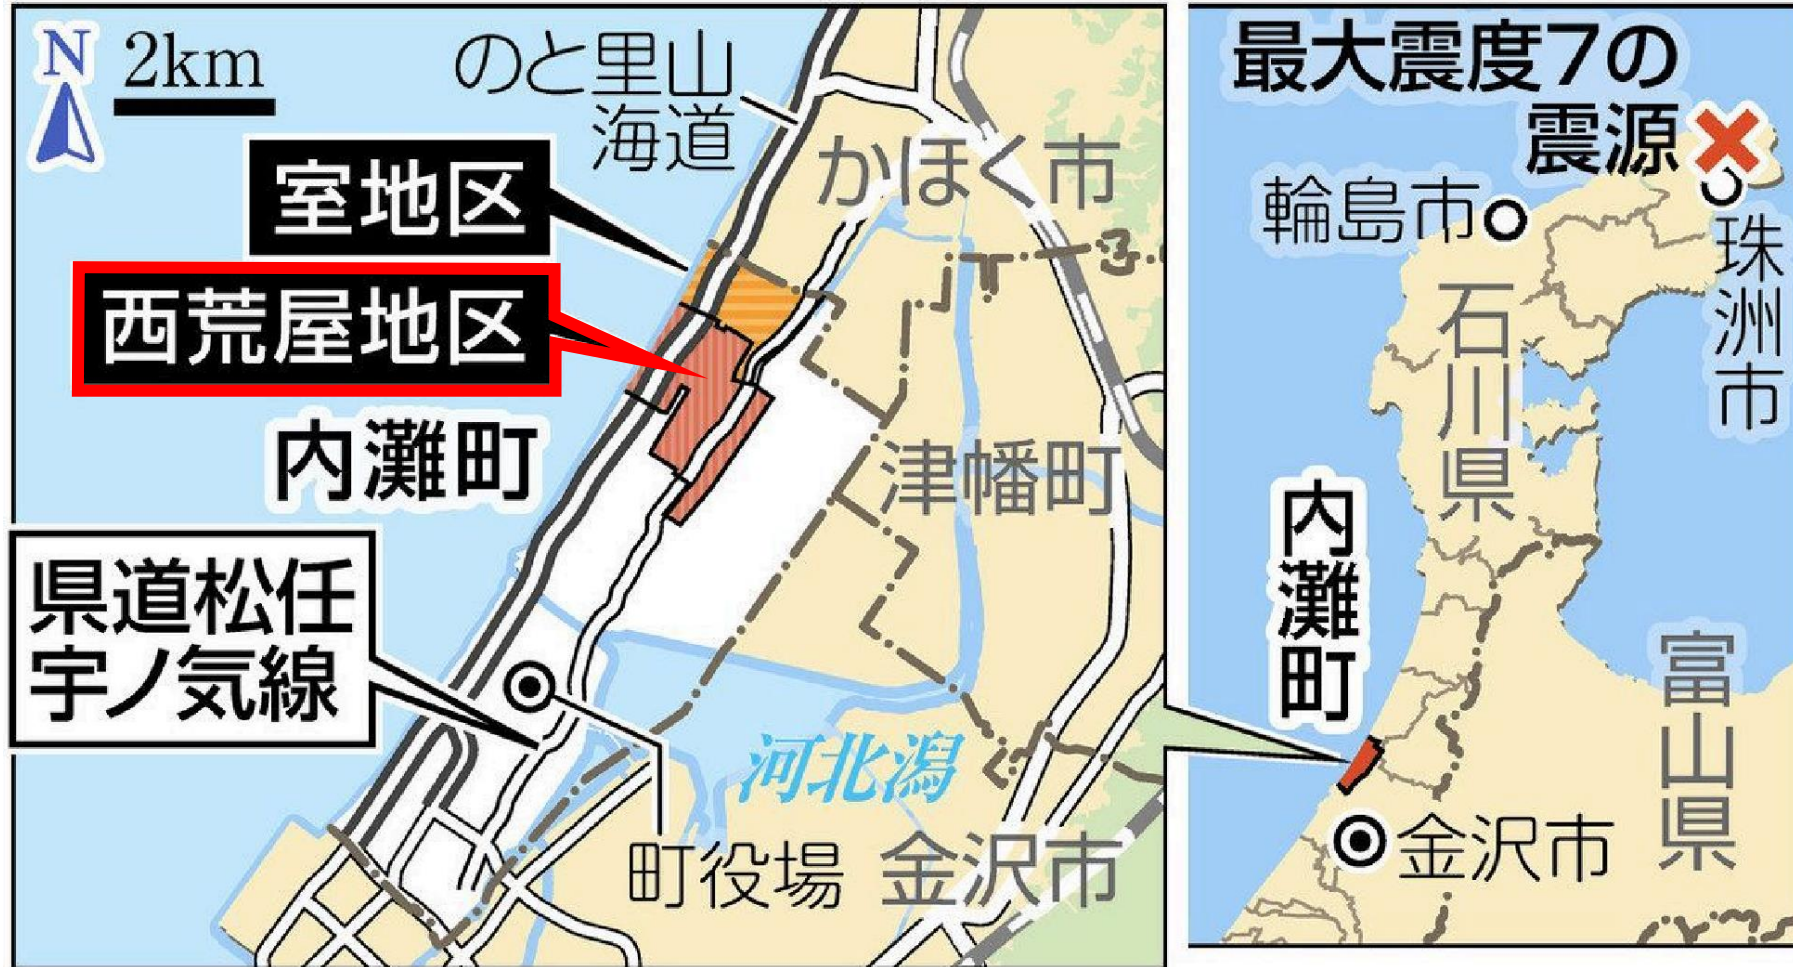 N
2km
のと里山
海道
室地区
西荒屋地区
内灘町
かほく市
津幡町
県道松任
宇ノ気線
河北潟
町役場
金沢市
最大震度7の
震源
輪島市
珠洲市
石川県
内灘町
富山県
金沢市